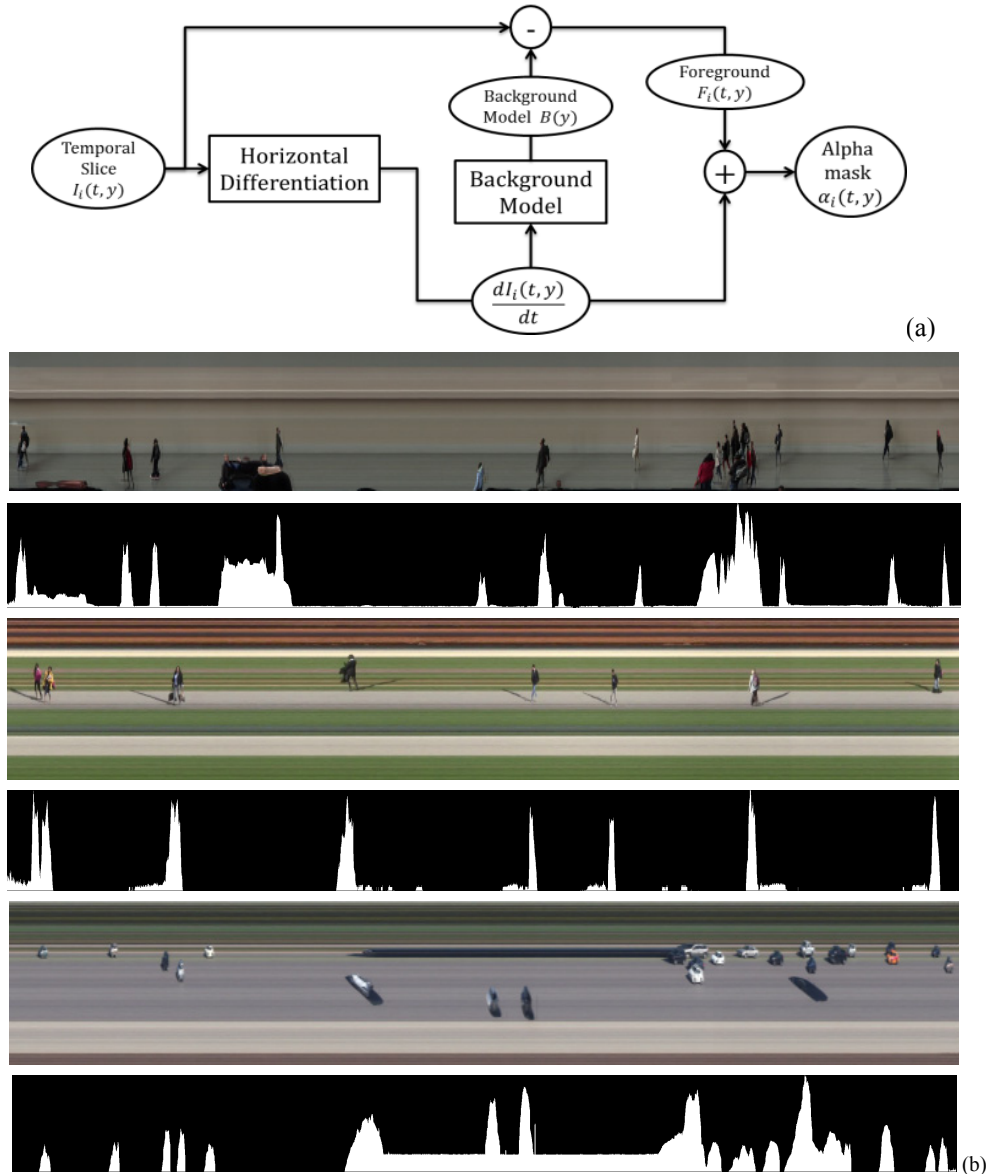 -
Foreground
F_i(t, y)
Background
Model B(y)
Temporal
Slice
I_i(t, y)
Horizontal
Differentiation
Background
Model
+
Alpha
mask
α_i(t, y)
dI_i(t, y)
dt
(a)
(b)